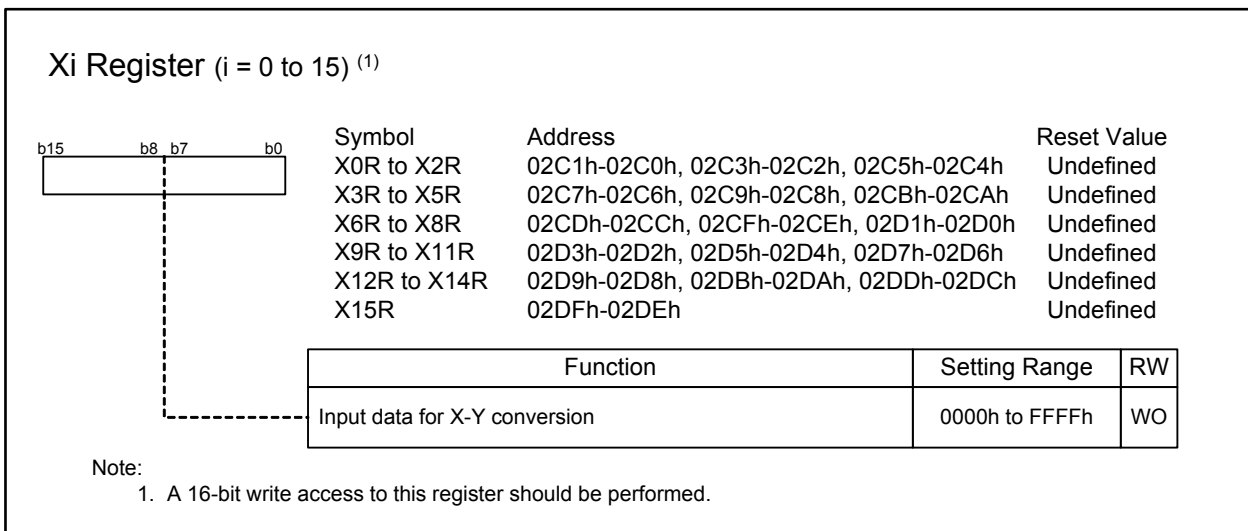 Xi Register (i = 0 to 15) (1)
b15 b8 b7 b0
Symbol Address Reset Value
X0R to X2R 02C1h-02C0h, 02C3h-02C2h, 02C5h-02C4h Undefined
X3R to X5R 02C7h-02C6h, 02C9h-02C8h, 02CBh-02CAh Undefined
X6R to X8R 02CDh-02CCh, 02CFh-02CEh, 02D1h-02D0h Undefined
X9R to X11R 02D3h-02D2h, 02D5h-02D4h, 02D7h-02D6h Undefined
X12R to X14R 02D9h-02D8h, 02DBh-02DAh, 02DDh-02DCh Undefined
X15R 02DFh-02DEh Undefined
Function Setting Range RW
Input data for X-Y conversion 0000h to FFFFh WO
Note:
1. A 16-bit write access to this register should be performed.